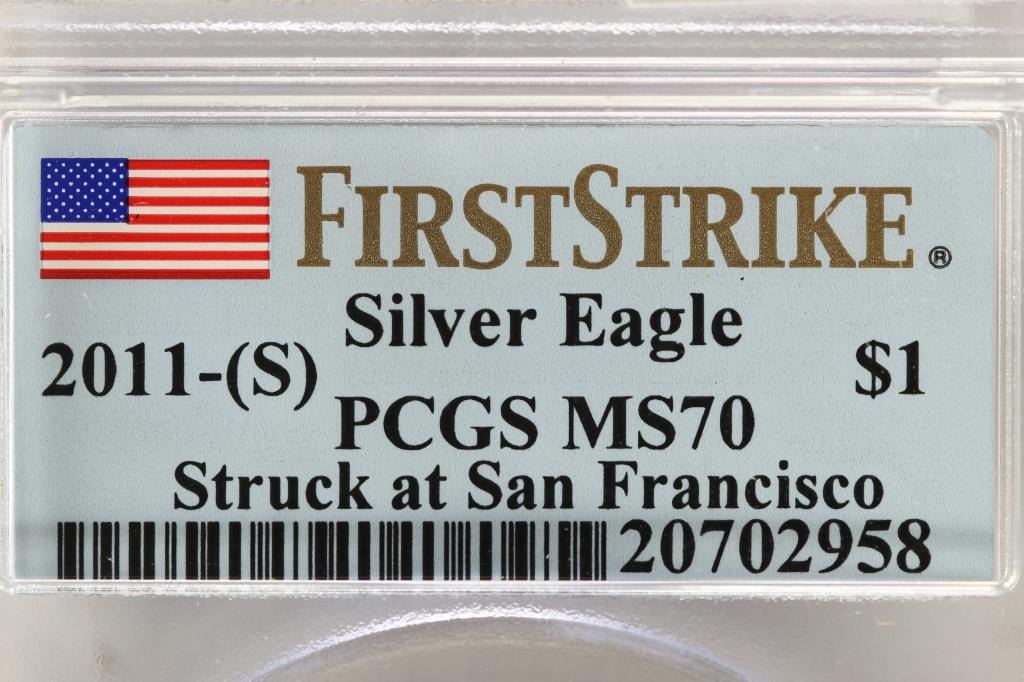 FIRSTSTRIKE®
Silver Eagle
2011-(S) $1
PCGS MS70
Struck at San Francisco
20702958